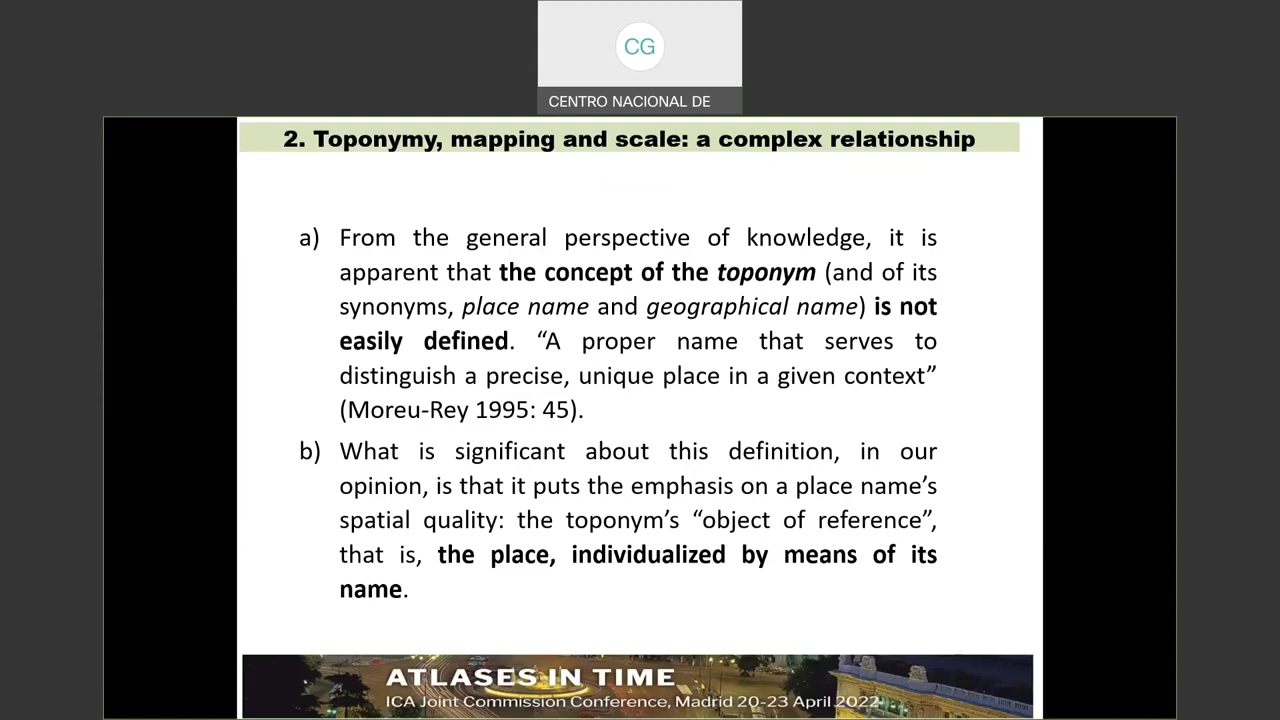 CG
CENTRO NACIONAL DE
2. Toponymy, mapping and scale: a complex relationship
a) From the general perspective of knowledge, it is
apparent that the concept of the toponym (and of its
synonyms, place name and geographical name) is not
easily defined. “A proper name that serves to
distinguish a precise, unique place in a given context”
(Moreu-Rey 1995: 45).
b) What is significant about this definition, in our
opinion, is that it puts the emphasis on a place name’s
spatial quality: the toponym’s “object of reference”,
that is, the place, individualized by means of its
name.
ATLASES IN TIME
ICA Joint Commission Conference, Madrid 20-23 April 2022